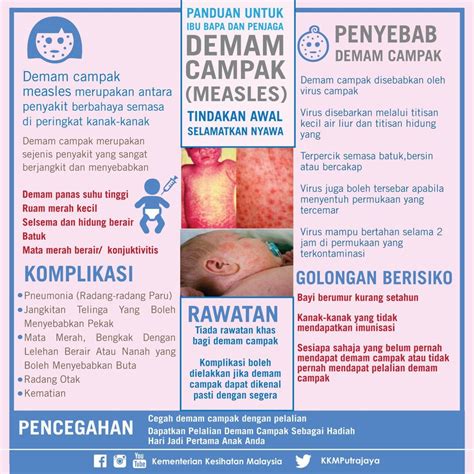 PANDUAN UNTUK
IBU BAPA DAN PENJAGA
DEMAM
CAMPAK
(MEASLES)
TINDAKAN AWAL
SELAMATKAN NYAWA
Demam campak
measles merupakan antara
penyakit berbahaya semasa
di peringkat kanak-kanak
Demam campak merupakan
sejenis penyakit yang sangat
berjangkit dan menyebabkan
Demam panas suhu tinggi
Ruam merah kecil
Selsema dan hidung berair
Batuk
Mata merah berair/ konjuktivitis
KOMPLIKASI
Pneumonia (Radang-radang Paru)
Jangkitan Telinga Yang Boleh
Menyebabkan Pekak
Mata Merah, Bengkak Dengan
Lelehan Berair Atau Nanah yang
Boleh Menyebabkan Buta
Radang Otak
Kematian
RAWATAN
Tiada rawatan khas
bagi demam campak
Komplikasi boleh
dielakkan jika demam
campak dapat dikenal
pasti dengan segera
PENYEBAB
DEMAM CAMPAK
Demam campak disebabkan oleh
virus campak
Virus disebarkan melalui titisan
kecil air liur dan titisan hidung
yang
Terpercik semasa batuk,bersin
atau bercakap
Virus juga boleh tersebar apabila
menyentuh permukaan yang
tercemar
Virus mampu bertahan selama 2
jam di permukaan yang
terkontaminasi
GOLONGAN BERISIKO
Bayi berumur kurang setahun
Kanak-kanak yang tidak
mendapatkan imunisasi
Sesiapa sahaja yang belum pernah
mendapat demam campak atau tidak
pernah mendapat pelalian demam
campak
PENCEGAHAN
Cegah demam campak dengan pelalian
Dapatkan Pelalian Demam Campak Sebagai Hadiah
Hari Jadi Pertama Anak Anda
f You Tube Kementerian Kesihatan Malaysia KKMPutrajaya